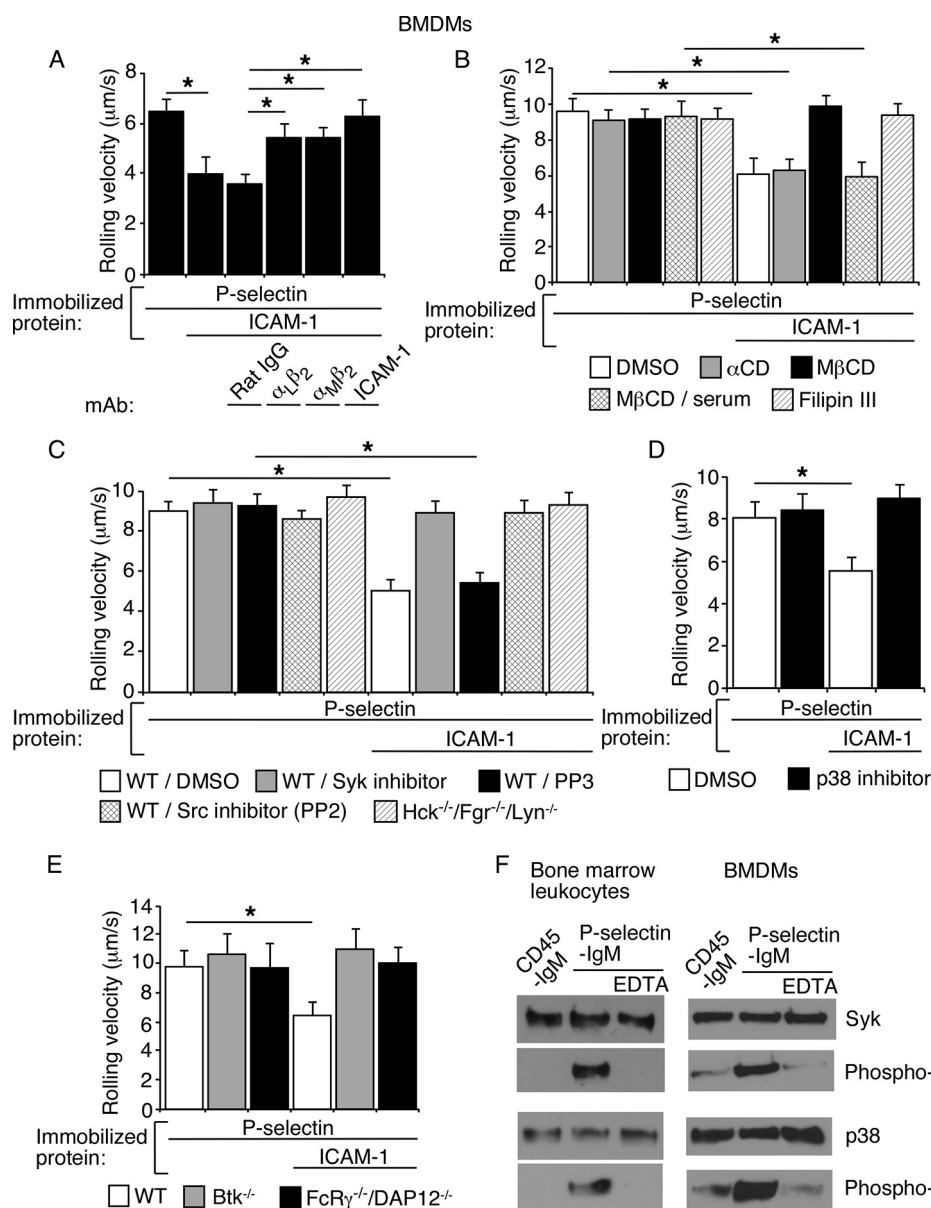 BMDMs
A
Rolling velocity (μm/s)
8
6
4
2
0
*
*
*
*
Immobilized
protein:
P-selectin
ICAM-1
mAb:
Rat IgG
αLβ2
αMβ2
ICAM-1
B
Rolling velocity (μm/s)
12
10
8
6
4
2
0
*
*
*
Immobilized
protein:
P-selectin
ICAM-1
DMSO αCD MβCD
MβCD / serum Filipin III
C
Rolling velocity (μm/s)
10
8
6
4
2
0
*
*
Immobilized
protein:
P-selectin
ICAM-1
WT / DMSO WT / Syk inhibitor WT / PP3
WT / Src inhibitor (PP2) Hck-/-/Fgr-/-/Lyn-/-
D
Rolling velocity (μm/s)
10
8
6
4
2
0
*
Immobilized
protein:
P-selectin
ICAM-1
DMSO p38 inhibitor
E
Rolling velocity (μm/s)
14
12
10
8
6
4
2
0
*
Immobilized
protein:
P-selectin
ICAM-1
WT Btk-/- FcRγ-/-/DAP12-/-
F
Bone marrow
leukocytes
BMDMs
CD45
-IgM
P-selectin
-IgM
EDTA
CD45
-IgM
P-selectin
-IgM
EDTA
Syk
Phospho-
p38
Phospho-